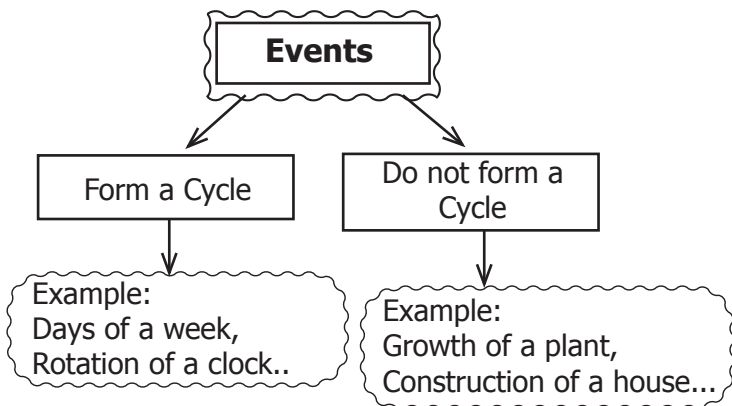 Events
Form a Cycle
Do not form a
Cycle
Example:
Days of a week,
Rotation of a clock..
Example:
Growth of a plant,
Construction of a house...